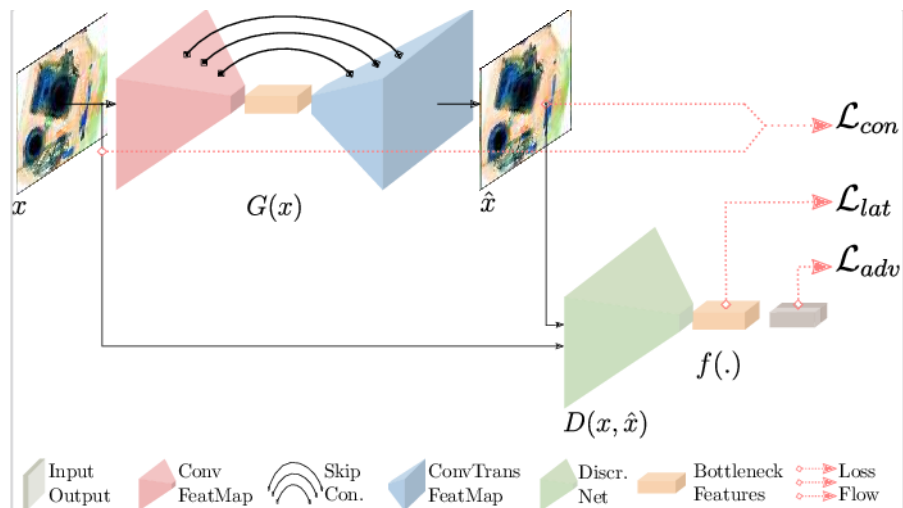 x
G(x)
x̂
𝓛con
𝓛lat
𝓛adv
f(.)
D(x, x̂)
Input
Output
Conv
FeatMap
Skip
Con.
ConvTrans
FeatMap
Discr.
Net
Bottleneck
Features
Loss
Flow